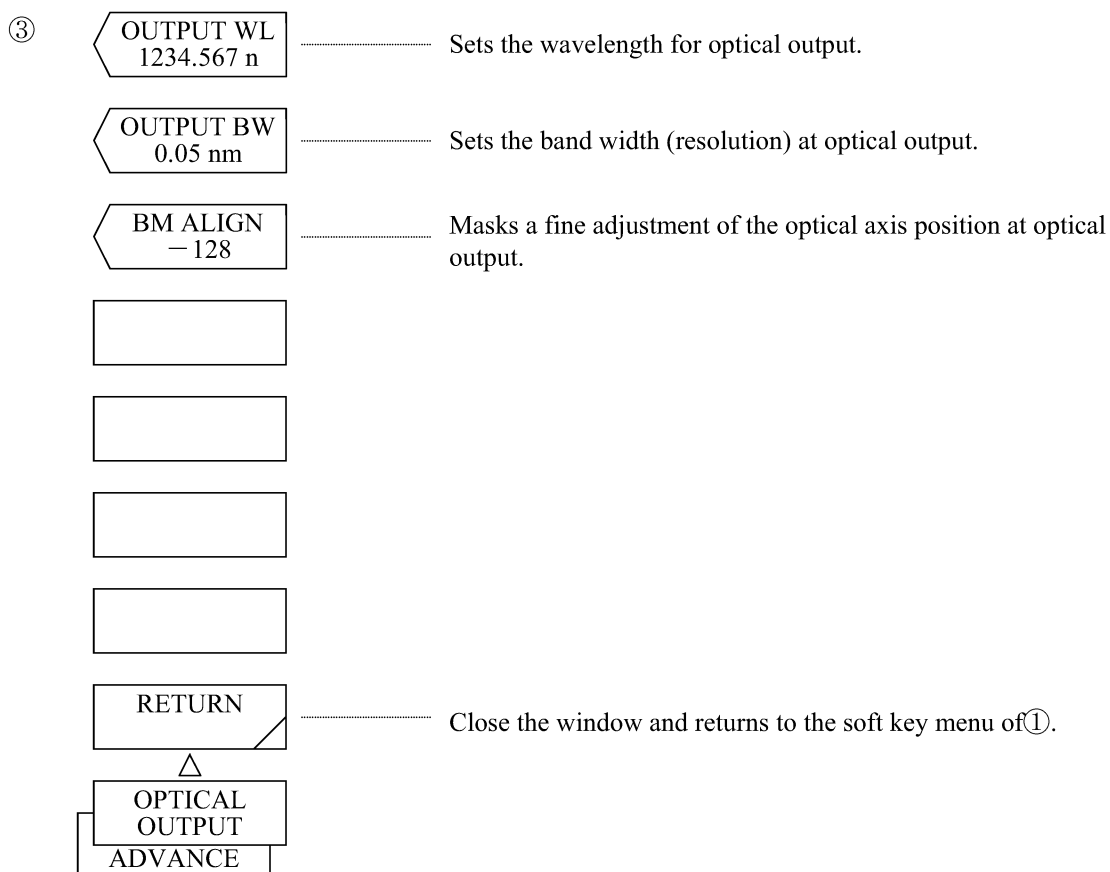 ③
OUTPUT WL
1234.567 n
Sets the wavelength for optical output.
OUTPUT BW
0.05 nm
Sets the band width (resolution) at optical output.
BM ALIGN
－128
Masks a fine adjustment of the optical axis position at optical
output.
RETURN
Close the window and returns to the soft key menu of①.
OPTICAL
OUTPUT
ADVANCE